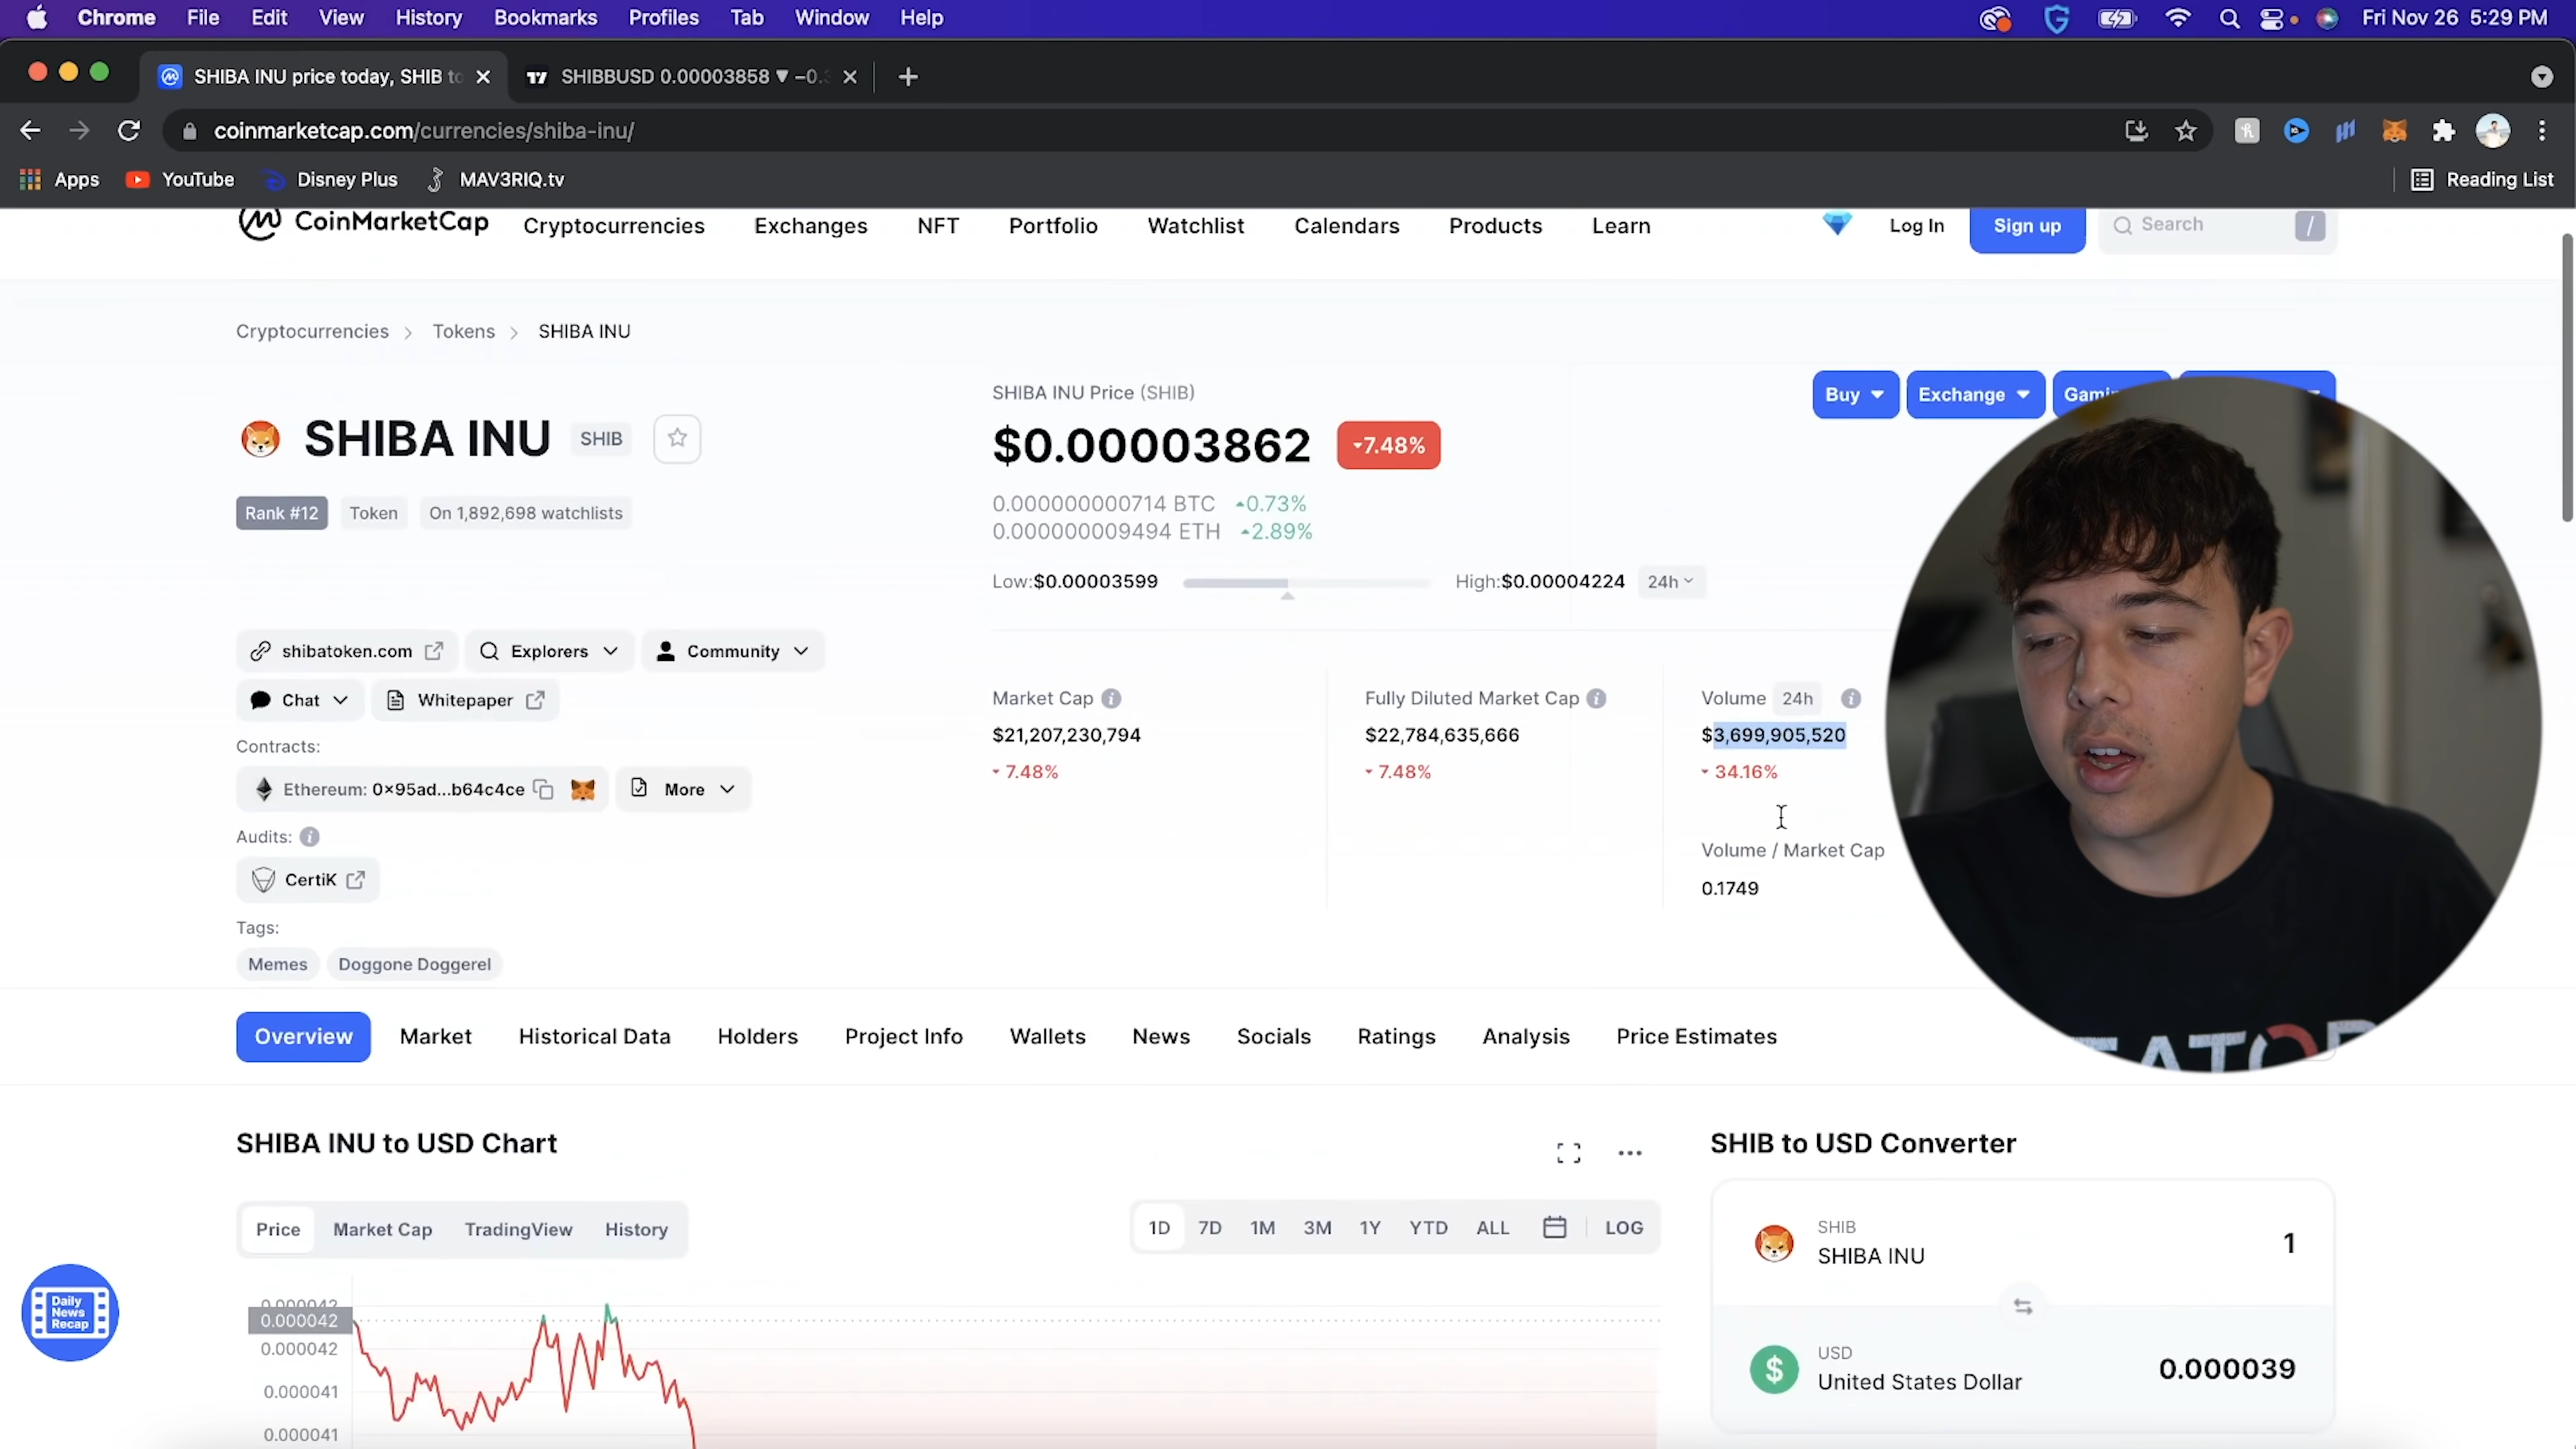 Chrome File Edit View History Bookmarks Profiles Tab Window Help Fri Nov 26 5:29 PM
SHIBA INU price today, SHIB to SHIBBUSD 0.00003858 ▼ −0.
coinmarketcap.com/currencies/shiba-inu/
Apps YouTube Disney Plus MAV3RIQ.tv Reading List
CoinMarketCap Cryptocurrencies Exchanges NFT Portfolio Watchlist Calendars Products Learn Log In Sign up Search /
Cryptocurrencies > Tokens > SHIBA INU
SHIBA INU Price (SHIB)
Buy Exchange
SHIBA INU SHIB
$0.00003862 7.48%
Rank #12 Token On 1,892,698 watchlists
0.000000000714 BTC 0.73%
0.000000009494 ETH 2.89%
Low:$0.00003599 High:$0.00004224 24h
shibatoken.com Explorers Community
Chat Whitepaper
Market Cap Fully Diluted Market Cap Volume 24h
$21,207,230,794 $22,784,635,666 $3,699,905,520
7.48% 7.48% 34.16%
Contracts:
Ethereum: 0x95ad...b64c4ce More
Audits:
Volume / Market Cap
CertiK
0.1749
Tags:
Memes Doggone Doggerel
Overview Market Historical Data Holders Project Info Wallets News Socials Ratings Analysis Price Estimates
SHIBA INU to USD Chart
SHIB to USD Converter
Price Market Cap TradingView History 1D 7D 1M 3M 1Y YTD ALL LOG
SHIB
SHIBA INU 1
Daily
News
Recap
0.000042
0.000042
0.000042
0.000041
0.000041
USD
United States Dollar 0.000039